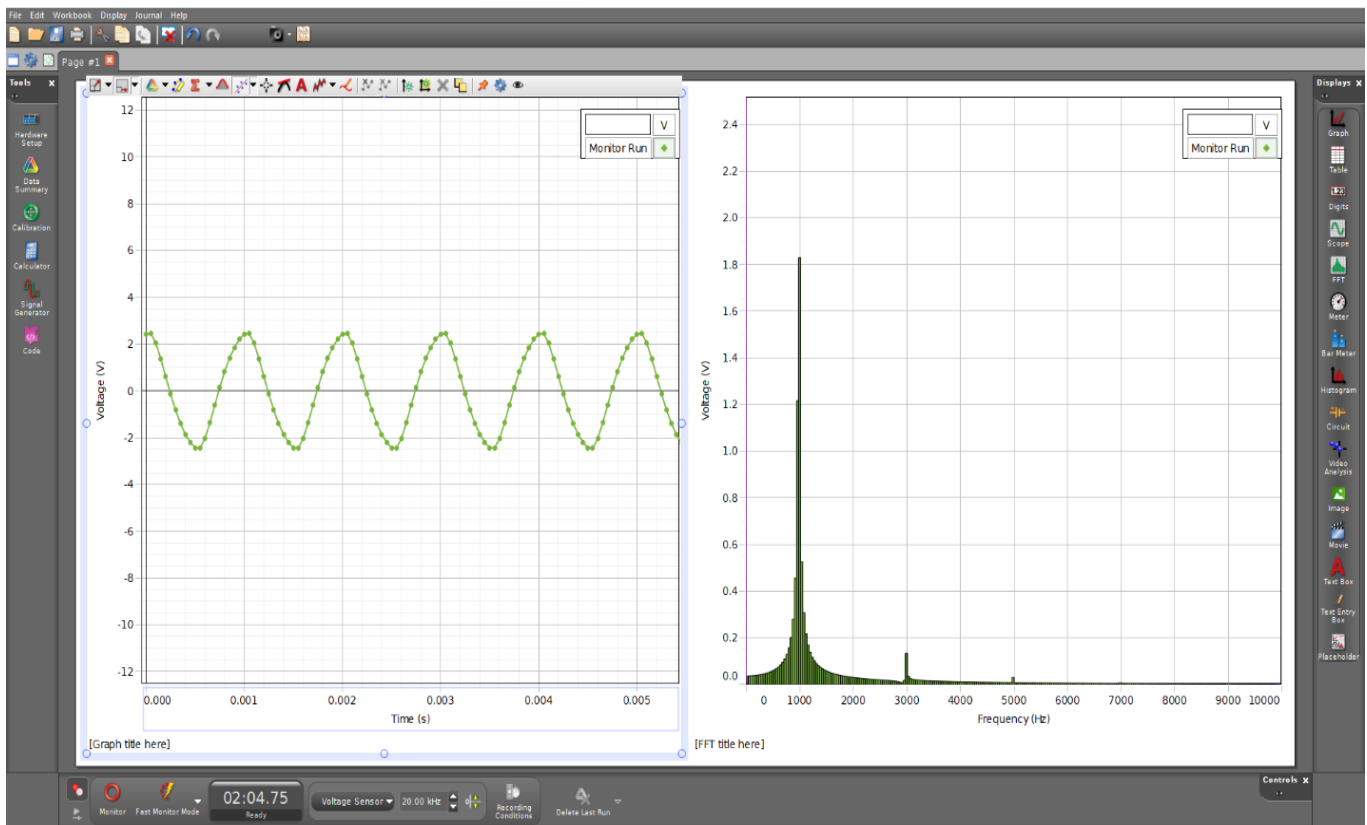 File Edit Workbook Display Journal Help
Page #1
Tools x
Hardware
Setup
Data
Summary
Calibration
Calculator
Signal
Generator
Code
V
Monitor Run
12
10
8
6
4
2
0
-2
-4
-6
-8
-10
-12
Voltage (V)
0.000 0.001 0.002 0.003 0.004 0.005
Time (s)
[Graph title here]
V
Monitor Run
2.4
2.2
2.0
1.8
1.6
1.4
1.2
1.0
0.8
0.6
0.4
0.2
0.0
Voltage (V)
0 1000 2000 3000 4000 5000 6000 7000 8000 9000 10000
Frequency (Hz)
[FFT title here]
Displays x
Graph
Table
1.23
Digits
Scope
FFT
Meter
Bar Meter
Histogram
Circuit
Video
Analysis
Image
Movie
Text Box
Text Entry
Box
Placeholder
Monitor
Fast Monitor Mode
02:04.75
Ready
Voltage Sensor
20.00 kHz
Recording
Conditions
Delete Last Run
Controls x